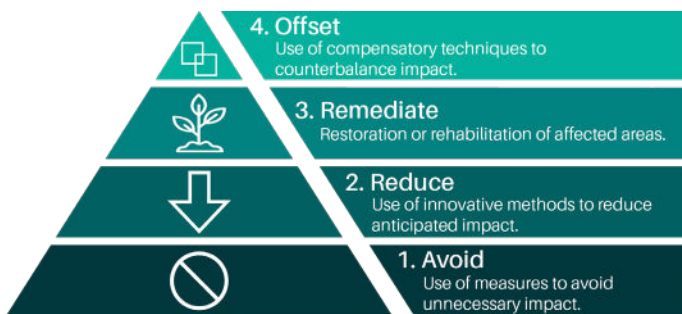 4. Offset
Use of compensatory techniques to
counterbalance impact.
3. Remediate
Restoration or rehabilitation of affected areas.
2. Reduce
Use of innovative methods to reduce
anticipated impact.
1. Avoid
Use of measures to avoid
unnecessary impact.